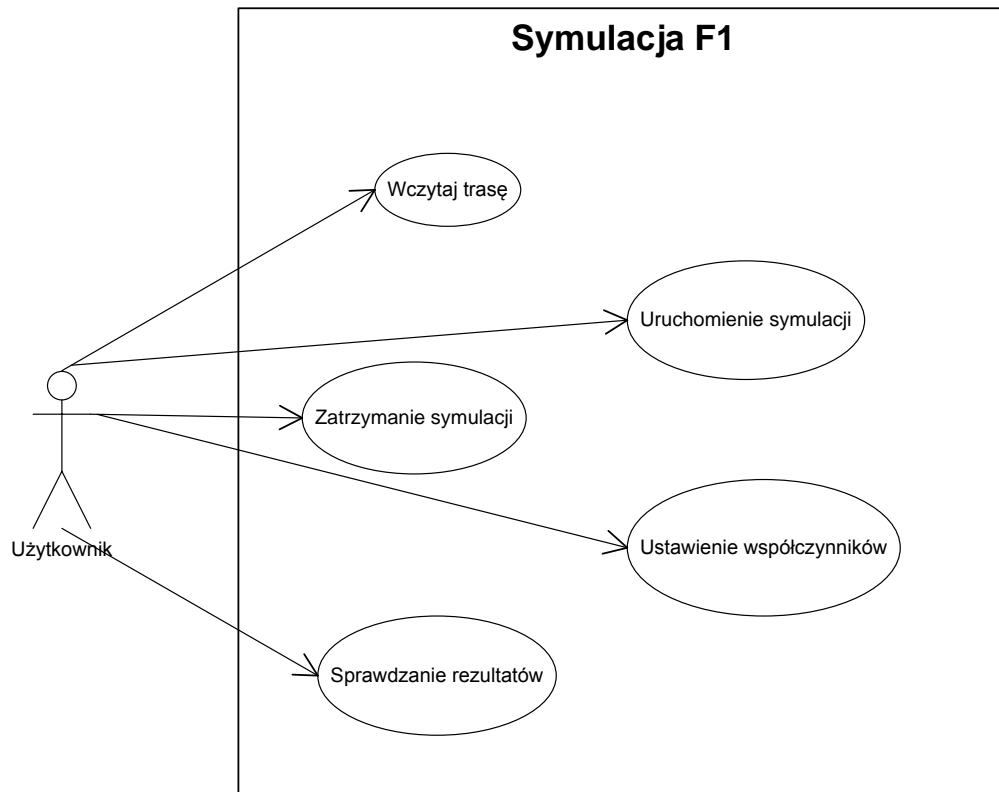 Symulacja F1
Wczytaj trasę
Uruchomienie symulacji
Zatrzymanie symulacji
Użytkownik
Ustawienie współczynników
Sprawdzanie rezultatów